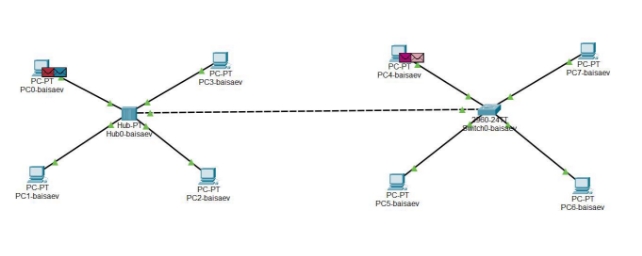 PC-PT
PC0-baisaev
PC-PT
PC3-baisaev
PC-PT
PC4-baisaev
PC-PT
PC7-baisaev
Hub-PT
Hub0-baisaev
2960-24TT
Switch0-baisaev
PC-PT
PC1-baisaev
PC-PT
PC2-baisaev
PC-PT
PC5-baisaev
PC-PT
PC6-baisaev